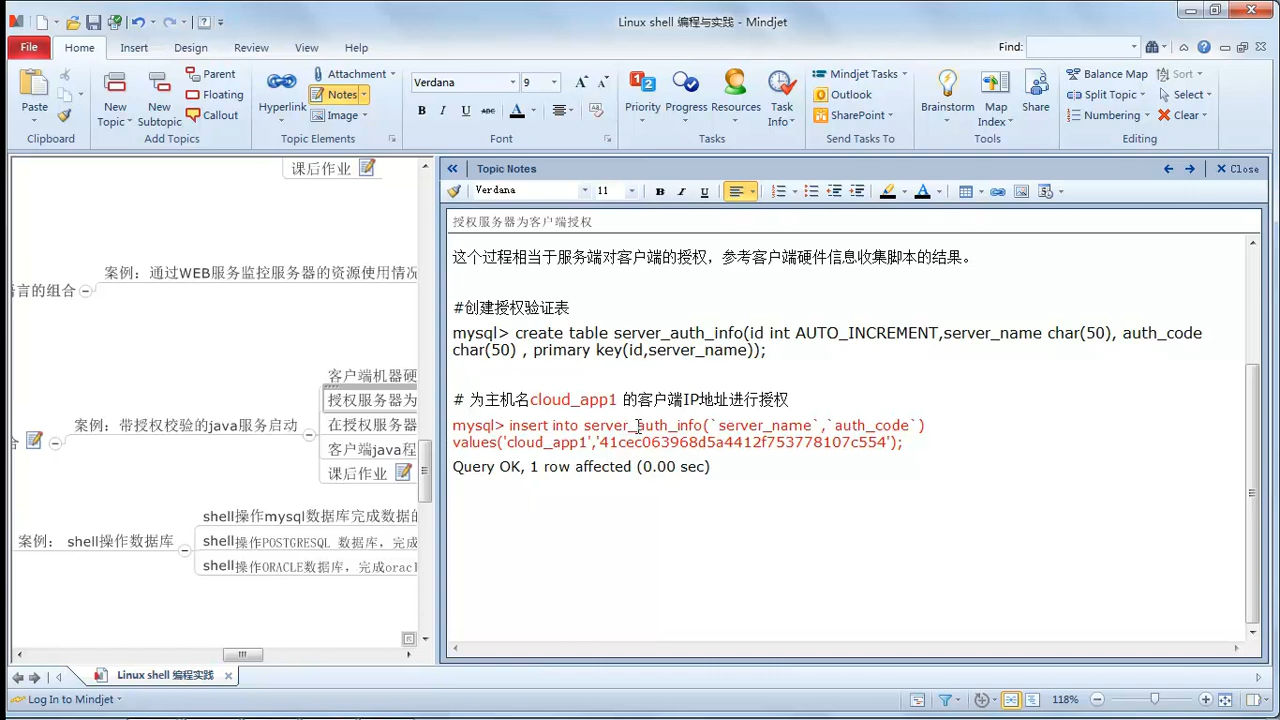 Linux shell 编程与实践 - Mindjet
File
Home
Insert
Design
Review
View
Help
Find:
Paste
Clipboard
New Topic
New Subtopic
Parent
Floating
Callout
Add Topics
Hyperlink
Attachment
Notes
Image
Topic Elements
Verdana
9
B I U abc A
Font
Priority
Progress
Resources
Task Info
Tasks
Mindjet Tasks
Outlook
SharePoint
Send Tasks To
Brainstorm
Map Index
Share
Tools
Balance Map
Split Topic
Numbering
Sort
Select
Clear
Editing
课后作业
案例：通过WEB服务监控服务器的资源使用情况
言的组合
客户端机器硬
授权服务器为
案例：带授权校验的java服务启动
在授权服务器
客户端java程
课后作业
合
shell操作mysql数据库完成数据的
案例： shell操作数据库
shell操作POSTGRESQL 数据库，完成
shell操作ORACLE数据库，完成orac
Topic Notes
Close
Verdana
11
B I U
授权服务器为客户端授权
这个过程相当于服务端对客户端的授权，参考客户端硬件信息收集脚本的结果。
#创建授权验证表
mysql> create table server_auth_info(id int AUTO_INCREMENT,server_name char(50), auth_code
char(50) , primary key(id,server_name));
# 为主机名cloud_app1 的客户端IP地址进行授权
mysql> insert into server_auth_info(`server_name`,`auth_code`)
values('cloud_app1','41cec063968d5a4412f753778107c554');
Query OK, 1 row affected (0.00 sec)
Linux shell 编程实践
Log In to Mindjet
118%